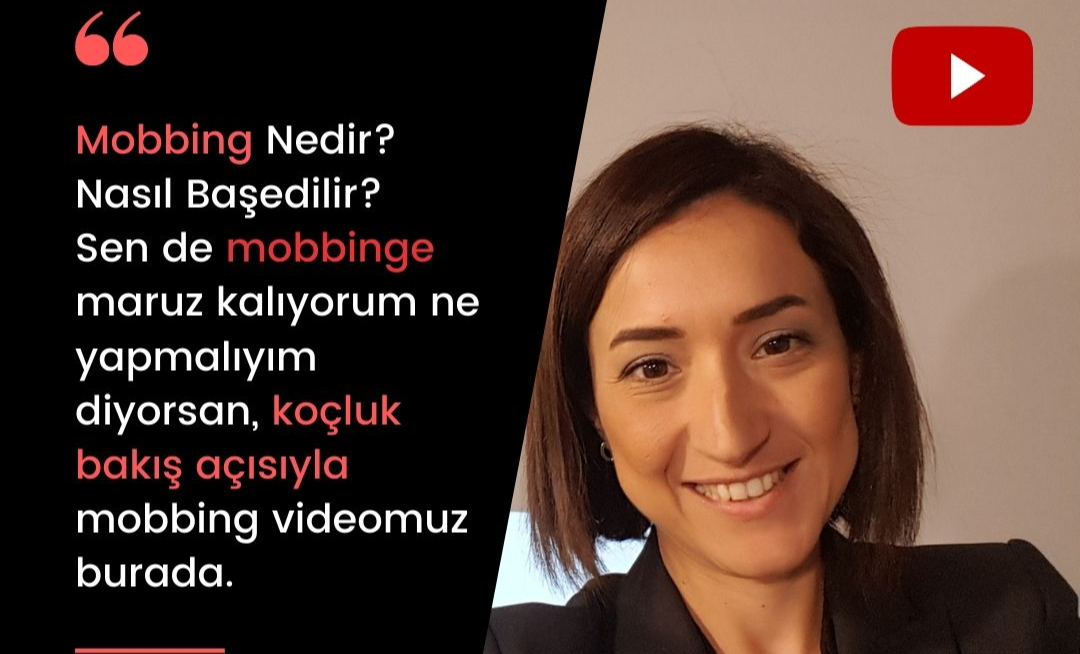 Mobbing Nedir?
Nasıl Başedilir?
Sen de mobbinge
maruz kalıyorum ne
yapmalıyım
diyorsan, koçluk
bakış açısıyla
mobbing videomuz
burada.